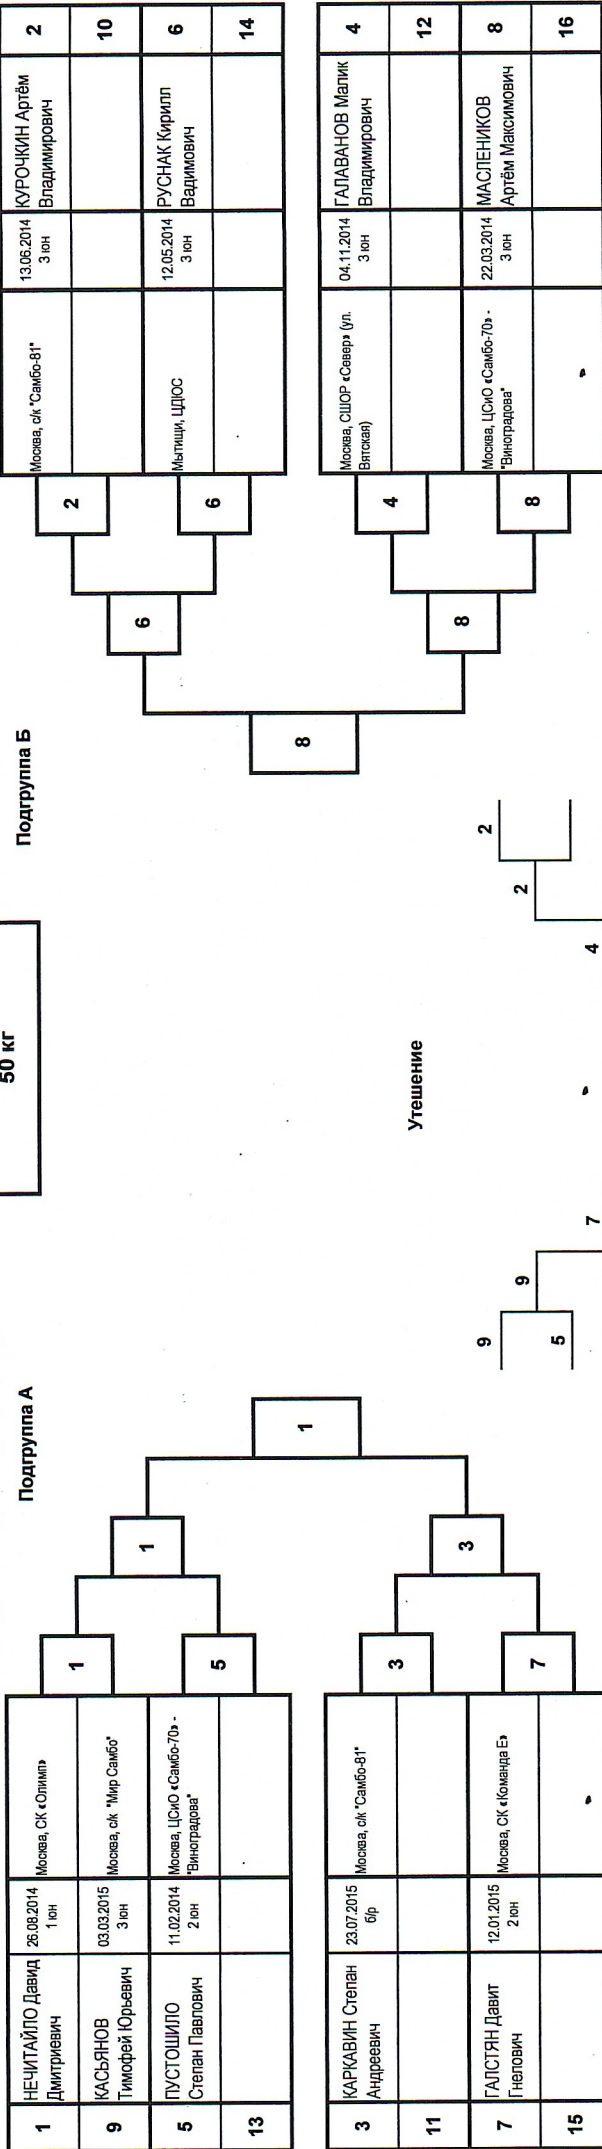 50 кг
Подгруппа А
Подгруппа Б
1
НЕЧИТАЙЛО Давид
Дмитриевич
26.08.2014
1 юн
Москва, СК «Олимп»
9
КАСЬЯНОВ
Тимофей Юрьевич
03.03.2015
3 юн
Москва, с/к "Мир Самбо"
5
ПУСТОШИЛО
Степан Павлович
11.02.2014
2 юн
Москва, ЦСиО «Самбо-70» -
"Виноградова"
13
3
КАРКАВИН Степан
Андреевич
23.07.2015
б/р
Москва, с/к "Самбо-81"
11
7
ГАЛСТЯН Давит
Гнелович
12.01.2015
2 юн
Москва, СК «Команда Е»
15
1
5
3
7
1
3
1
2
КУРОЧКИН Артём
Владимирович
13.06.2014
3 юн
Москва, с/к "Самбо-81"
10
6
РУСНАК Кирилл
Вадимович
12.05.2014
3 юн
Мытищи, ЦДЮС
14
4
ГАЛАВАНОВ Малик
Владимирович
04.11.2014
3 юн
Москва, СШОР «Север» (ул.
Вятская)
12
8
МАСЛЕНИКОВ
Артём Максимович
22.03.2014
3 юн
Москва, ЦСиО «Самбо-70» -
"Виноградова"
16
2
6
4
8
6
8
8
Утешение
9
5
9
7
2
2
4